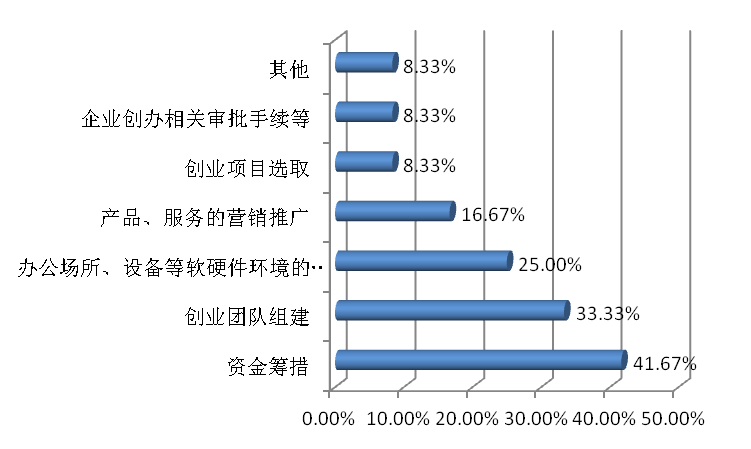 其他 8.33%
企业创办相关审批手续等 8.33%
创业项目选取 8.33%
产品、服务的营销推广 16.67%
办公场所、设备等软硬件环境的‥ 25.00%
创业团队组建 33.33%
资金筹措 41.67%
0.00% 10.00% 20.00% 30.00% 40.00% 50.00%